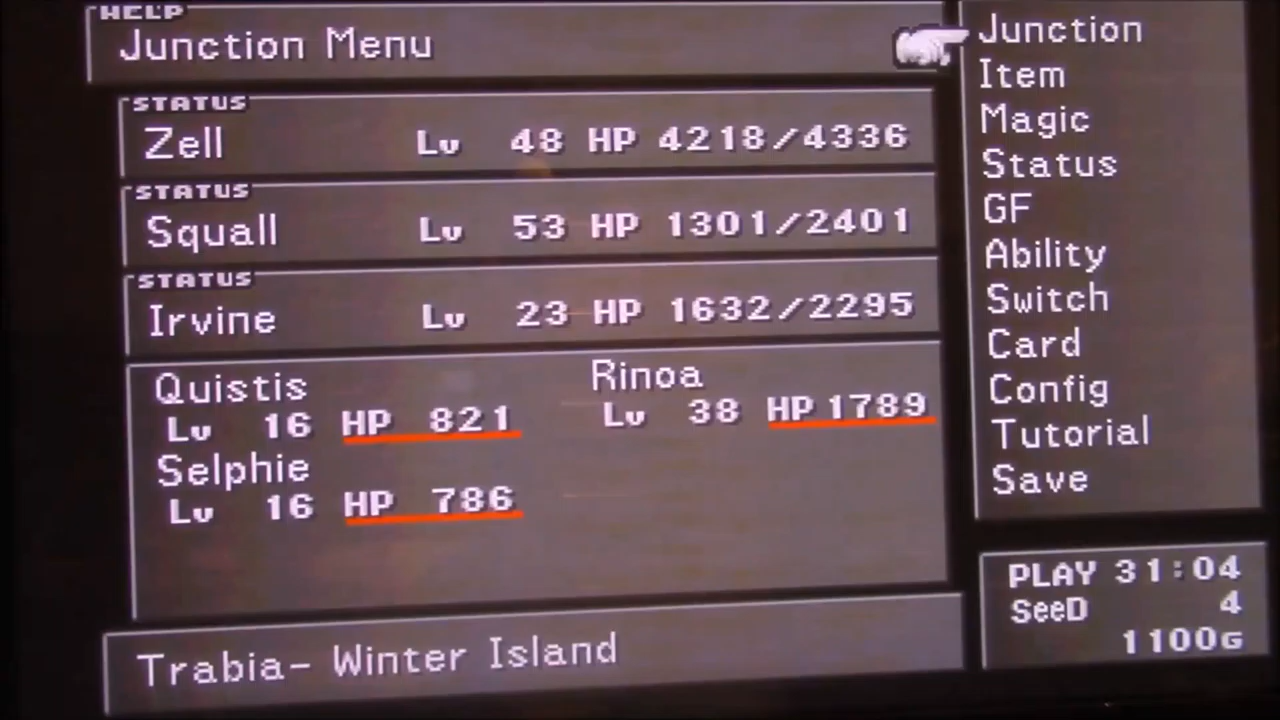 HELP
Junction Menu
STATUS
Zell Lv 48 HP 4218/4336
STATUS
Squall Lv 53 HP 1301/2401
STATUS
Irvine Lv 23 HP 1632/2295
Quistis
Lv 16 HP 821
Rinoa
Lv 38 HP 1789
Selphie
Lv 16 HP 786
Trabia- Winter Island
Junction
Item
Magic
Status
GF
Ability
Switch
Card
Config
Tutorial
Save
PLAY 31:04
SeeD 4
1100G